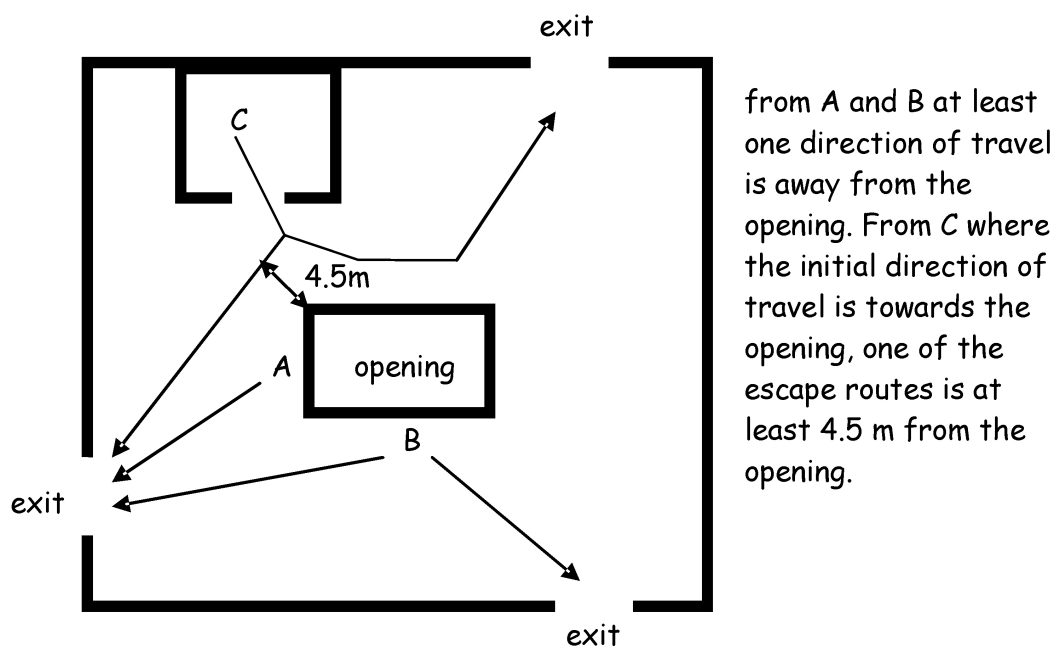 exit
C
from A and B at least
one direction of travel
is away from the
opening. From C where
the initial direction of
travel is towards the
opening, one of the
escape routes is at
least 4.5 m from the
opening.
4.5m
A
opening
B
exit
exit